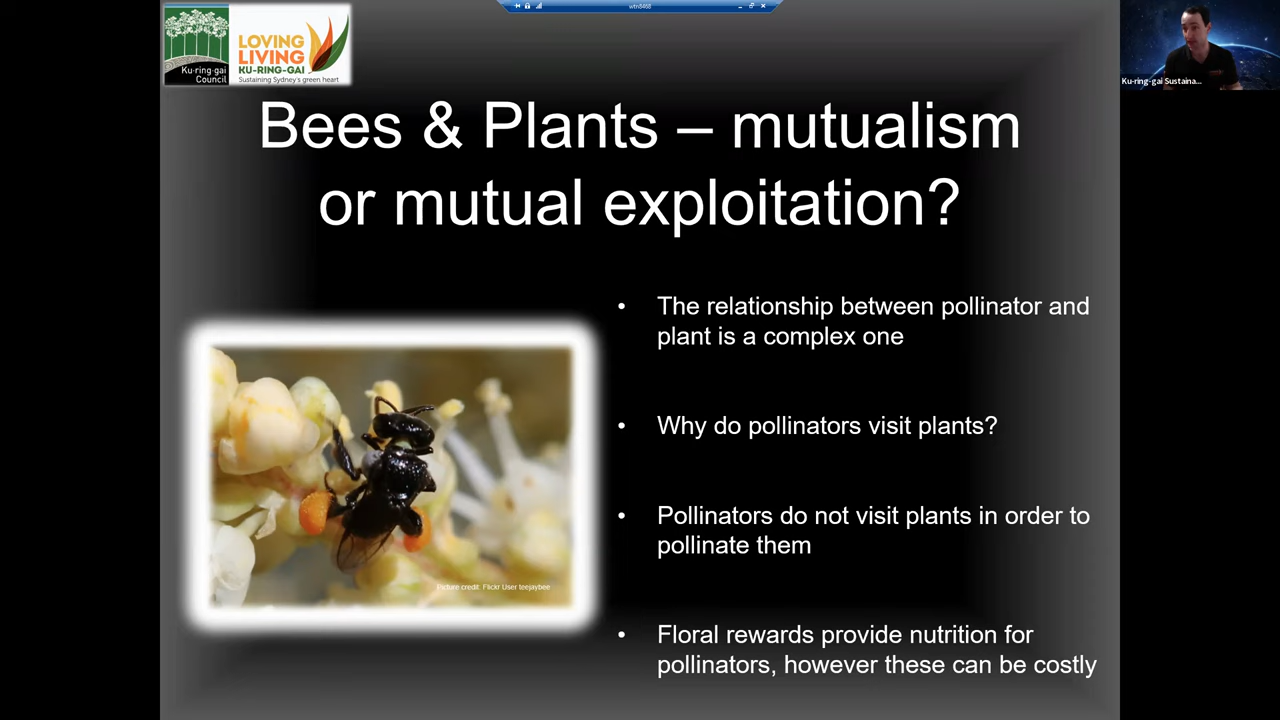 wtn8468
Ku-ring-gai
Council
LOVING
LIVING
KU-RING-GAI
Sustaining Sydney's green heart
Ku-ring-gai Sustaina...
Bees & Plants – mutualism
or mutual exploitation?
• The relationship between pollinator and
plant is a complex one
• Why do pollinators visit plants?
• Pollinators do not visit plants in order to
pollinate them
• Floral rewards provide nutrition for
pollinators, however these can be costly
Picture credit: Flickr User teejaybee